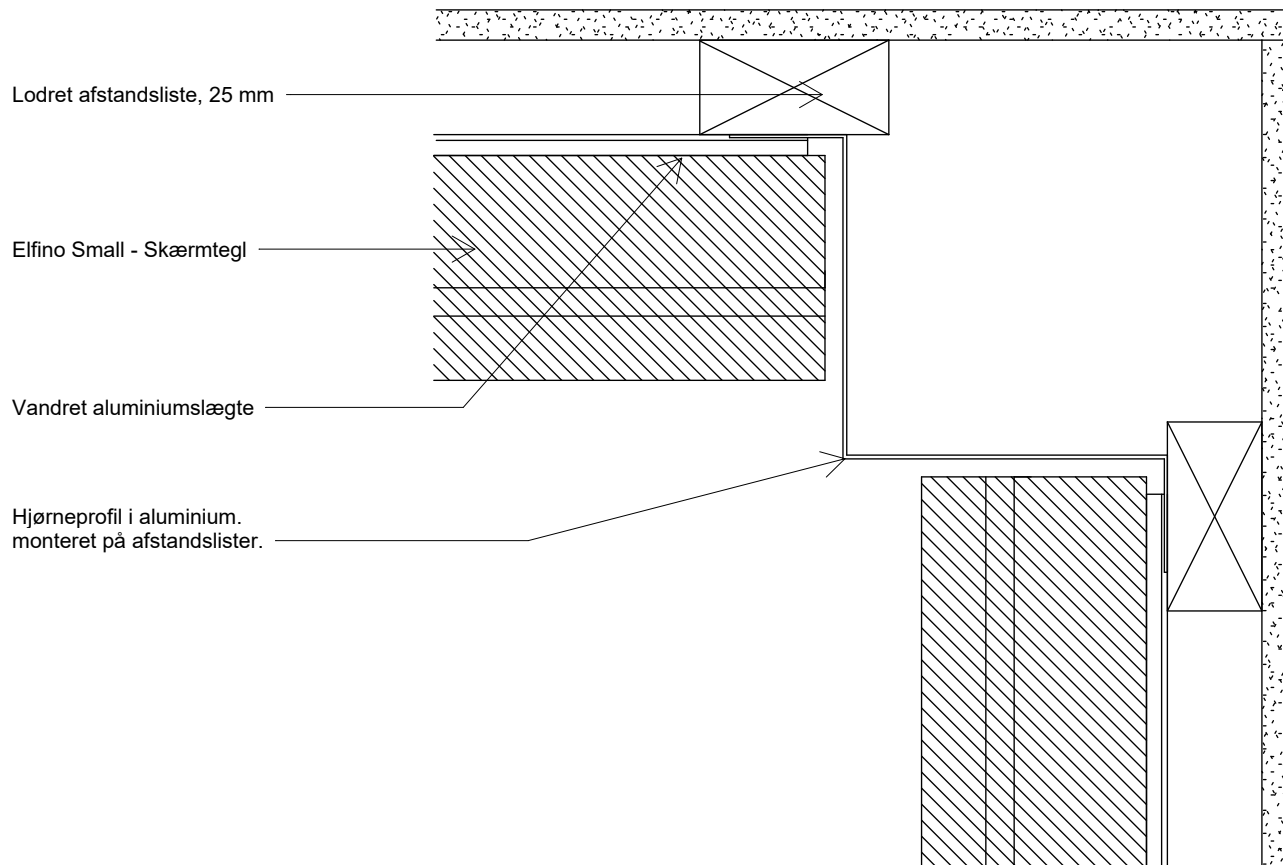 Lodret afstandsliste, 25 mm
Elfino Small - Skærmtegl
Vandret aluminiumslægte
Hjørneprofil i aluminium.
monteret på afstandslister.